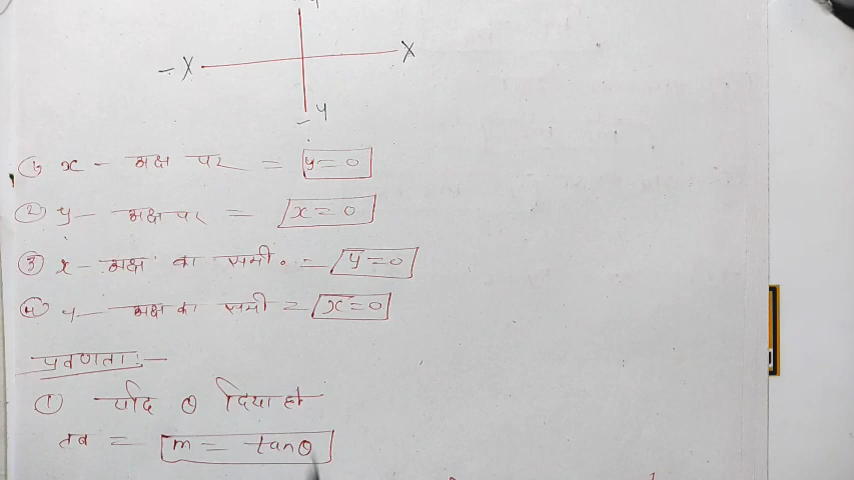 y
- X X
- y
① x - अक्ष पर = y = 0
② y - अक्ष पर = x = 0
③ x - अक्ष का समी. = y = 0
④ y - अक्ष का समी = x = 0
प्रवणता :-
① यदि θ दिया हो
तब = m = tanθ